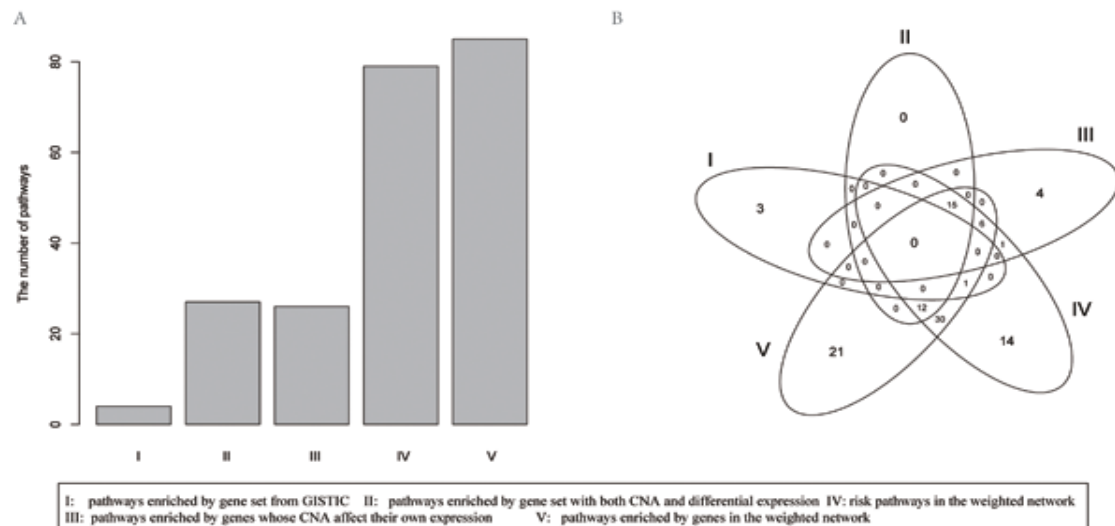 A
B
The number of pathways
80
60
40
20
0
I
II
III
IV
V
II
III
I
IV
V
0
3
4
0
0
0
0
0
0
0
0
15
0
0
6
0
0
1
0
0
0
0
0
0
0
0
1
0
0
12
30
21
14
I: pathways enriched by gene set from GISTIC II: pathways enriched by gene set with both CNA and differential expression IV: risk pathways in the weighted network
III: pathways enriched by genes whose CNA affect their own expression V: pathways enriched by genes in the weighted network